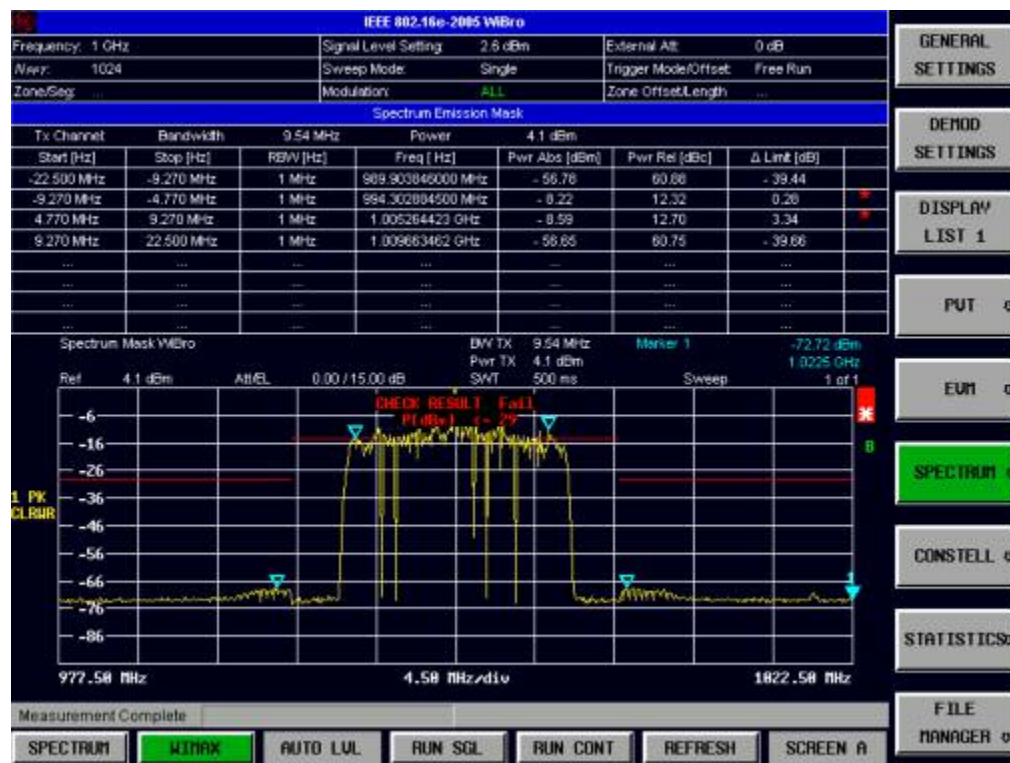 IEEE 802.16e-2005 WiBro
Frequency: 1 GHz Signal Level Setting: 2.6 dBm External Att: 0 dB
NFFT: 1024 Sweep Mode: Single Trigger Mode/Offset: Free Run
Zone/Seg: ... Modulation: ALL Zone Offset/Length ...
Spectrum Emission Mask
Tx Channel Bandwidth 9.54 MHz Power 4.1 dBm
Start [Hz] Stop [Hz] RBW [Hz] Freq [ Hz] Pwr Abs [dBm] Pwr Rel [dBc] Δ Limit [dB]
-22.500 MHz -9.270 MHz 1 MHz 989.903846000 MHz - 56.78 60.88 - 39.44
-9.270 MHz -4.770 MHz 1 MHz 994.302884500 MHz - 8.22 12.32 0.28 *
4.770 MHz 9.270 MHz 1 MHz 1.005264423 GHz - 8.59 12.70 3.34 *
9.270 MHz 22.500 MHz 1 MHz 1.009663462 GHz - 56.65 60.75 - 39.66
... ... ... ... ... ... ...
... ... ... ... ... ... ...
... ... ... ... ... ... ...
... ... ... ... ... ... ...
Spectrum Mask WiBro BW TX 9.54 MHz Marker 1 -72.72 dBm
Pwr TX 4.1 dBm 1.0225 GHz
Ref 4.1 dBm Att/EL 0.00 / 15.00 dB SWT 500 ms Sweep 1 of 1
CHECK RESULT Fail
P[dBm] <- 29
-6
-16
-26
-36
-46
-56
-66
-76
-86
1 PK
CLRWR
*
B
1
977.50 MHz 4.50 MHz/div 1022.50 MHz
Measurement Complete
SPECTRUM WIMAX AUTO LVL RUN SGL RUN CONT REFRESH SCREEN A
GENERAL
SETTINGS
DEMOD
SETTINGS
DISPLAY
LIST 1
PVT
EVM
SPECTRUM
CONSTELL
STATISTICS
FILE
MANAGER